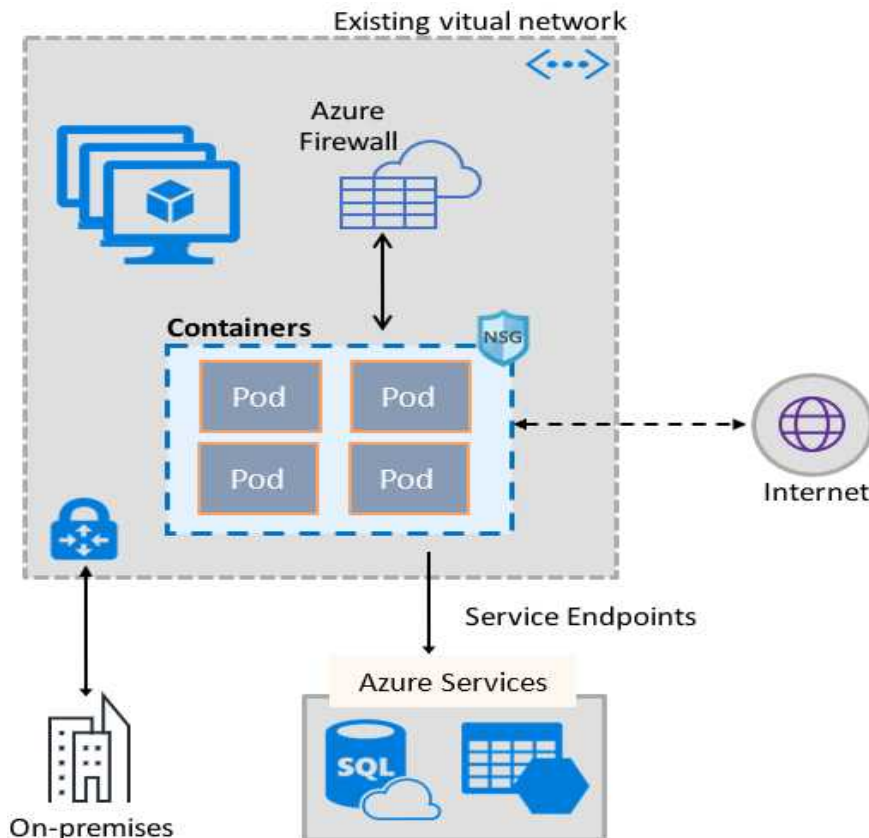 Existing vitual network
Azure
Firewall
Containers
NSG
Pod
Pod
Pod
Pod
Internet
Service Endpoints
Azure Services
SQL
On-premises